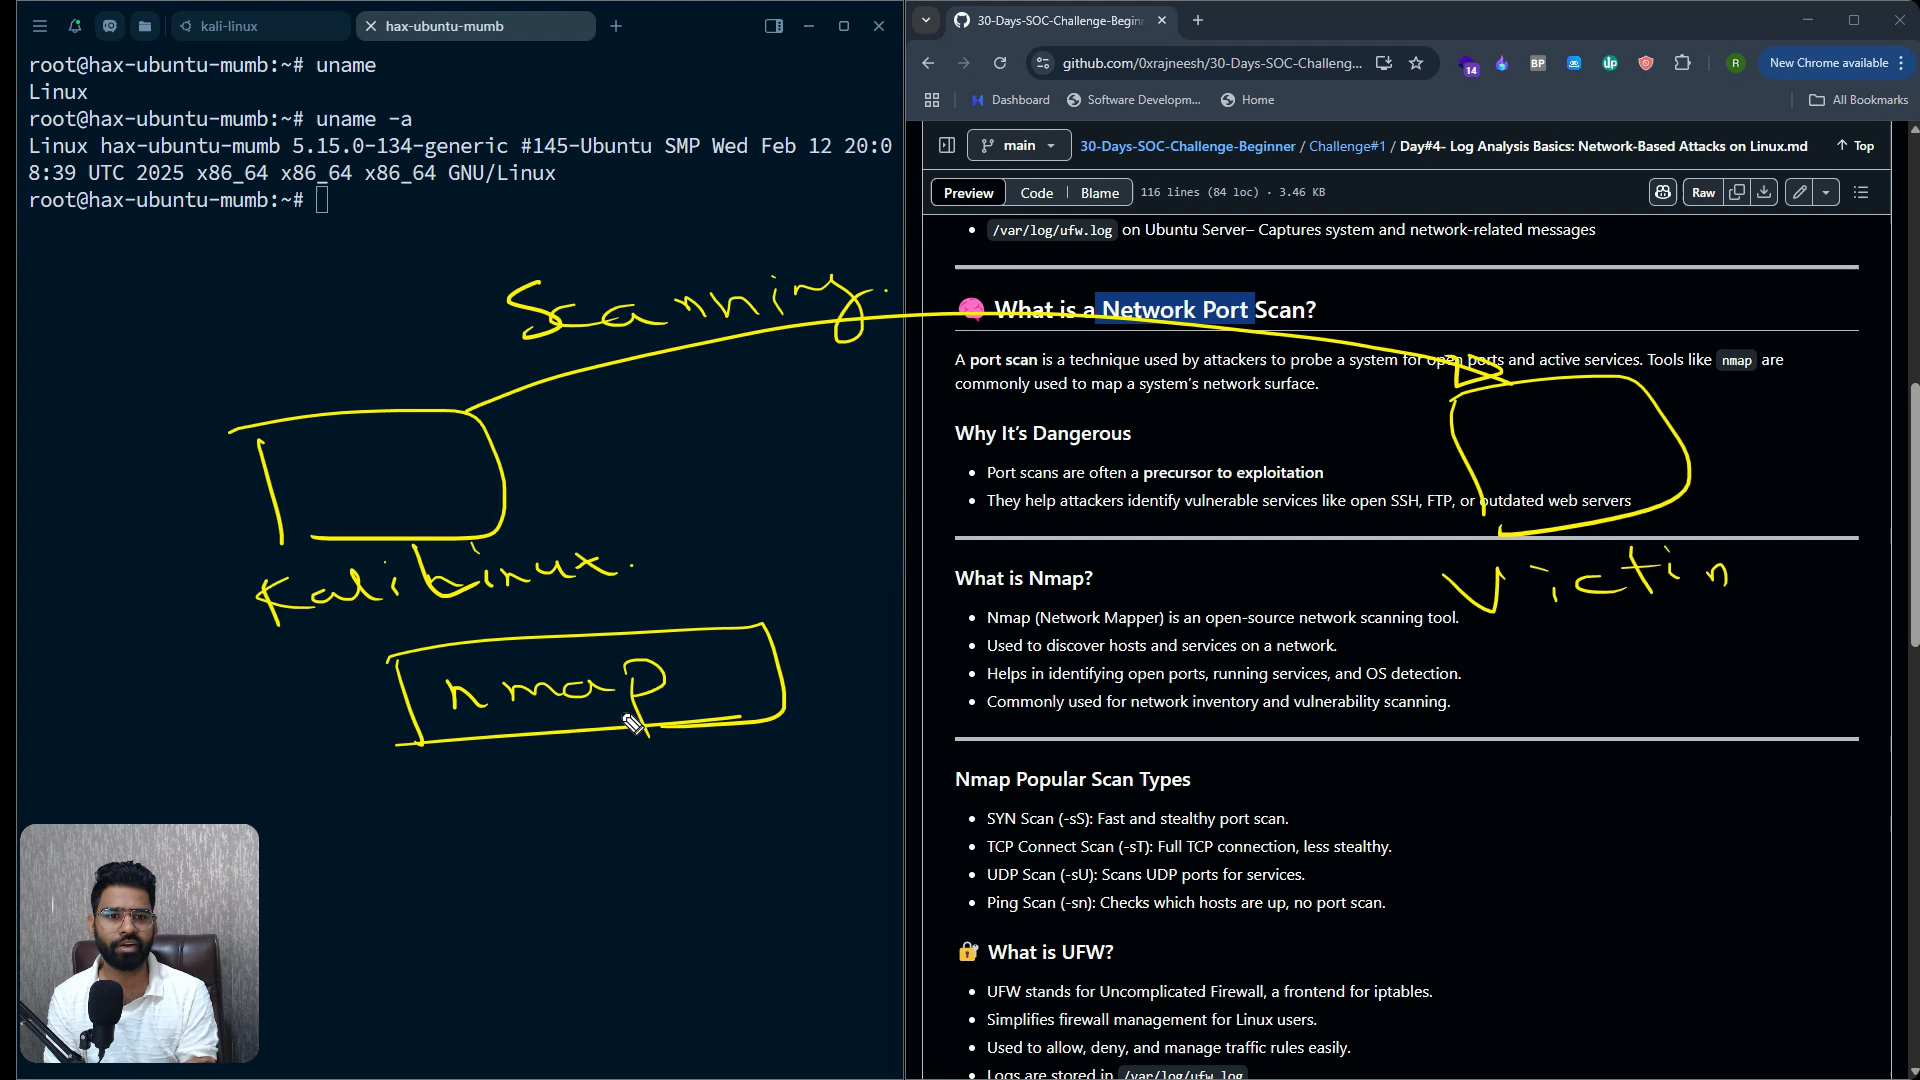 kali-linux
hax-ubuntu-mumb
root@hax-ubuntu-mumb:~# uname
Linux
root@hax-ubuntu-mumb:~# uname -a
Linux hax-ubuntu-mumb 5.15.0-134-generic #145-Ubuntu SMP Wed Feb 12 20:0
8:39 UTC 2025 x86_64 x86_64 x86_64 GNU/Linux
root@hax-ubuntu-mumb:~#
Scanning.
Kali Linux.
nmap
30-Days-SOC-Challenge-Begin
github.com/0xrajneesh/30-Days-SOC-Challeng...
14
BP
up
R
New Chrome available
Dashboard
Software Developm...
Home
All Bookmarks
main
30-Days-SOC-Challenge-Beginner / Challenge#1 / Day#4- Log Analysis Basics: Network-Based Attacks on Linux.md
Top
Preview
Code
Blame
116 lines (84 loc) · 3.46 KB
Raw
• /var/log/ufw.log on Ubuntu Server– Captures system and network-related messages
🧠 What is a Network Port Scan?
A port scan is a technique used by attackers to probe a system for open ports and active services. Tools like nmap are
commonly used to map a system’s network surface.
Why It’s Dangerous
• Port scans are often a precursor to exploitation
• They help attackers identify vulnerable services like open SSH, FTP, or outdated web servers
Victin
What is Nmap?
• Nmap (Network Mapper) is an open-source network scanning tool.
• Used to discover hosts and services on a network.
• Helps in identifying open ports, running services, and OS detection.
• Commonly used for network inventory and vulnerability scanning.
Nmap Popular Scan Types
• SYN Scan (-sS): Fast and stealthy port scan.
• TCP Connect Scan (-sT): Full TCP connection, less stealthy.
• UDP Scan (-sU): Scans UDP ports for services.
• Ping Scan (-sn): Checks which hosts are up, no port scan.
🔐 What is UFW?
• UFW stands for Uncomplicated Firewall, a frontend for iptables.
• Simplifies firewall management for Linux users.
• Used to allow, deny, and manage traffic rules easily.
• Logs are stored in /var/log/ufw.log